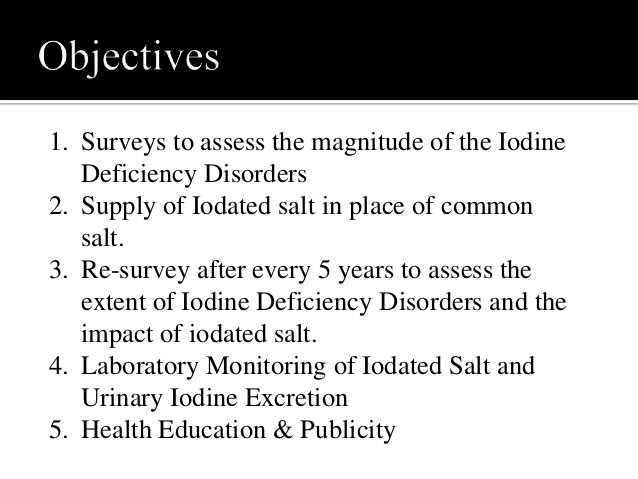 Objectives
1. Surveys to assess the magnitude of the Iodine
Deficiency Disorders
2. Supply of Iodated salt in place of common
salt.
3. Re-survey after every 5 years to assess the
extent of Iodine Deficiency Disorders and the
impact of iodated salt.
4. Laboratory Monitoring of Iodated Salt and
Urinary Iodine Excretion
5. Health Education & Publicity